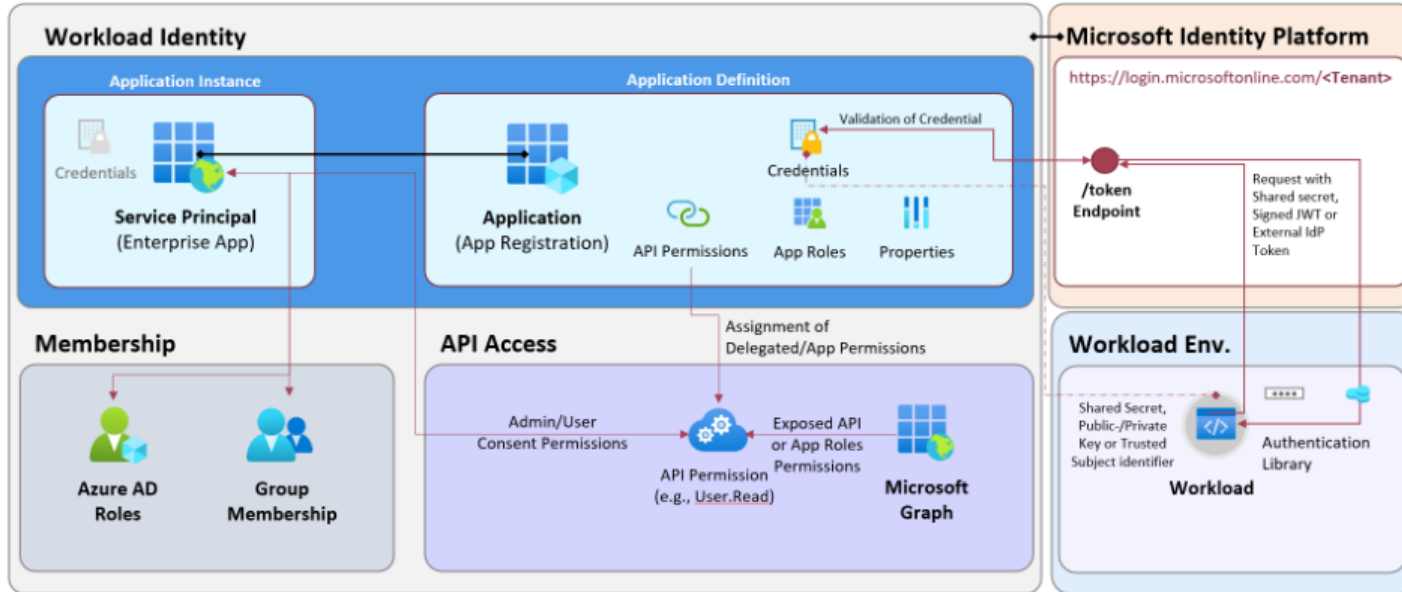 Workload Identity
Application Instance
Credentials
Service Principal
(Enterprise App)
Application Definition
Application
(App Registration)
Validation of Credential
Credentials
API Permissions
App Roles
Properties
Microsoft Identity Platform
https://login.microsoftonline.com/<Tenant>
/token
Endpoint
Request with
Shared secret,
Signed JWT or
External IdP
Token
Membership
Azure AD
Roles
Group
Membership
API Access
Assignment of
Delegated/App Permissions
Admin/User
Consent Permissions
API Permission
(e.g., User.Read)
Exposed API
or App Roles
Permissions
Microsoft
Graph
Workload Env.
Shared Secret,
Public-/Private
Key or Trusted
Subject identifier
Workload
Authentication
Library